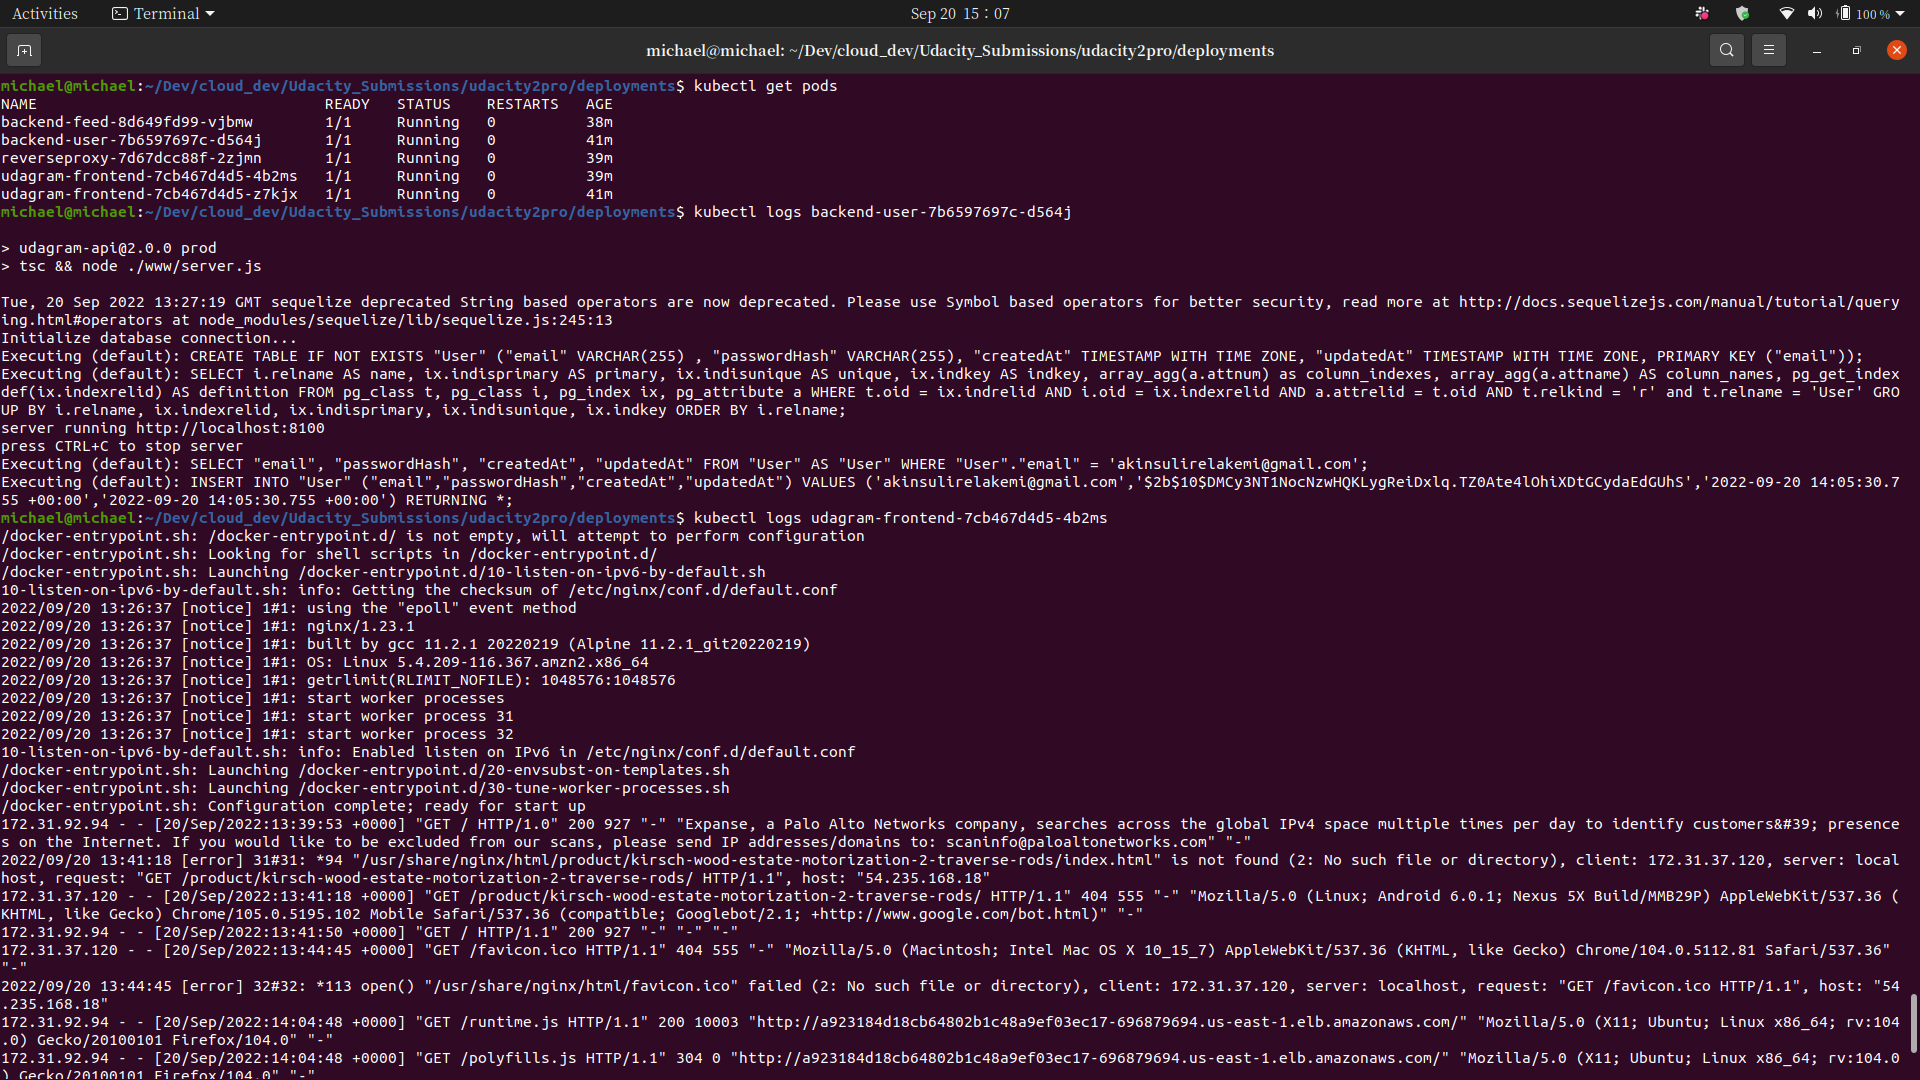 Activities Terminal Sep 20 15 : 07 100 %
michael@michael: ~/Dev/cloud_dev/Udacity_Submissions/udacity2pro/deployments
michael@michael:~/Dev/cloud_dev/Udacity_Submissions/udacity2pro/deployments$ kubectl get pods
NAME READY STATUS RESTARTS AGE
backend-feed-8d649fd99-vjbmw 1/1 Running 0 38m
backend-user-7b6597697c-d564j 1/1 Running 0 41m
reverseproxy-7d67dcc88f-2zjmn 1/1 Running 0 39m
udagram-frontend-7cb467d4d5-4b2ms 1/1 Running 0 39m
udagram-frontend-7cb467d4d5-z7kjx 1/1 Running 0 41m
michael@michael:~/Dev/cloud_dev/Udacity_Submissions/udacity2pro/deployments$ kubectl logs backend-user-7b6597697c-d564j
> udagram-api@2.0.0 prod
> tsc && node ./www/server.js
Tue, 20 Sep 2022 13:27:19 GMT sequelize deprecated String based operators are now deprecated. Please use Symbol based operators for better security, read more at http://docs.sequelizejs.com/manual/tutorial/query
ing.html#operators at node_modules/sequelize/lib/sequelize.js:245:13
Initialize database connection...
Executing (default): CREATE TABLE IF NOT EXISTS "User" ("email" VARCHAR(255) , "passwordHash" VARCHAR(255), "createdAt" TIMESTAMP WITH TIME ZONE, "updatedAt" TIMESTAMP WITH TIME ZONE, PRIMARY KEY ("email"));
Executing (default): SELECT i.relname AS name, ix.indisprimary AS primary, ix.indisunique AS unique, ix.indkey AS indkey, array_agg(a.attnum) as column_indexes, array_agg(a.attname) AS column_names, pg_get_index
def(ix.indexrelid) AS definition FROM pg_class t, pg_class i, pg_index ix, pg_attribute a WHERE t.oid = ix.indrelid AND i.oid = ix.indexrelid AND a.attrelid = t.oid AND t.relkind = 'r' and t.relname = 'User' GRO
UP BY i.relname, ix.indexrelid, ix.indisprimary, ix.indisunique, ix.indkey ORDER BY i.relname;
server running http://localhost:8100
press CTRL+C to stop server
Executing (default): SELECT "email", "passwordHash", "createdAt", "updatedAt" FROM "User" AS "User" WHERE "User"."email" = 'akinsulirelakemi@gmail.com';
Executing (default): INSERT INTO "User" ("email","passwordHash","createdAt","updatedAt") VALUES ('akinsulirelakemi@gmail.com','$2b$10$DMCy3NT1NocNzwHQKLygReiDxlq.TZ0Ate4lOhiXDtGCydaEdGUhS','2022-09-20 14:05:30.7
55 +00:00','2022-09-20 14:05:30.755 +00:00') RETURNING *;
michael@michael:~/Dev/cloud_dev/Udacity_Submissions/udacity2pro/deployments$ kubectl logs udagram-frontend-7cb467d4d5-4b2ms
/docker-entrypoint.sh: /docker-entrypoint.d/ is not empty, will attempt to perform configuration
/docker-entrypoint.sh: Looking for shell scripts in /docker-entrypoint.d/
/docker-entrypoint.sh: Launching /docker-entrypoint.d/10-listen-on-ipv6-by-default.sh
10-listen-on-ipv6-by-default.sh: info: Getting the checksum of /etc/nginx/conf.d/default.conf
2022/09/20 13:26:37 [notice] 1#1: using the "epoll" event method
2022/09/20 13:26:37 [notice] 1#1: nginx/1.23.1
2022/09/20 13:26:37 [notice] 1#1: built by gcc 11.2.1 20220219 (Alpine 11.2.1_git20220219)
2022/09/20 13:26:37 [notice] 1#1: OS: Linux 5.4.209-116.367.amzn2.x86_64
2022/09/20 13:26:37 [notice] 1#1: getrlimit(RLIMIT_NOFILE): 1048576:1048576
2022/09/20 13:26:37 [notice] 1#1: start worker processes
2022/09/20 13:26:37 [notice] 1#1: start worker process 31
2022/09/20 13:26:37 [notice] 1#1: start worker process 32
10-listen-on-ipv6-by-default.sh: info: Enabled listen on IPv6 in /etc/nginx/conf.d/default.conf
/docker-entrypoint.sh: Launching /docker-entrypoint.d/20-envsubst-on-templates.sh
/docker-entrypoint.sh: Launching /docker-entrypoint.d/30-tune-worker-processes.sh
/docker-entrypoint.sh: Configuration complete; ready for start up
172.31.92.94 - - [20/Sep/2022:13:39:53 +0000] "GET / HTTP/1.0" 200 927 "-" "Expanse, a Palo Alto Networks company, searches across the global IPv4 space multiple times per day to identify customers&#39; presence
s on the Internet. If you would like to be excluded from our scans, please send IP addresses/domains to: scaninfo@paloaltonetworks.com" "-"
2022/09/20 13:41:18 [error] 31#31: *94 "/usr/share/nginx/html/product/kirsch-wood-estate-motorization-2-traverse-rods/index.html" is not found (2: No such file or directory), client: 172.31.37.120, server: local
host, request: "GET /product/kirsch-wood-estate-motorization-2-traverse-rods/ HTTP/1.1", host: "54.235.168.18"
172.31.37.120 - - [20/Sep/2022:13:41:18 +0000] "GET /product/kirsch-wood-estate-motorization-2-traverse-rods/ HTTP/1.1" 404 555 "-" "Mozilla/5.0 (Linux; Android 6.0.1; Nexus 5X Build/MMB29P) AppleWebKit/537.36 (
KHTML, like Gecko) Chrome/105.0.5195.102 Mobile Safari/537.36 (compatible; Googlebot/2.1; +http://www.google.com/bot.html)" "-"
172.31.92.94 - - [20/Sep/2022:13:41:50 +0000] "GET / HTTP/1.1" 200 927 "-" "-" "-"
172.31.37.120 - - [20/Sep/2022:13:44:45 +0000] "GET /favicon.ico HTTP/1.1" 404 555 "-" "Mozilla/5.0 (Macintosh; Intel Mac OS X 10_15_7) AppleWebKit/537.36 (KHTML, like Gecko) Chrome/104.0.5112.81 Safari/537.36"
"-"
2022/09/20 13:44:45 [error] 32#32: *113 open() "/usr/share/nginx/html/favicon.ico" failed (2: No such file or directory), client: 172.31.37.120, server: localhost, request: "GET /favicon.ico HTTP/1.1", host: "54
.235.168.18"
172.31.92.94 - - [20/Sep/2022:14:04:48 +0000] "GET /runtime.js HTTP/1.1" 200 10003 "http://a923184d18cb64802b1c48a9ef03ec17-696879694.us-east-1.elb.amazonaws.com/" "Mozilla/5.0 (X11; Ubuntu; Linux x86_64; rv:104
.0) Gecko/20100101 Firefox/104.0" "-"
172.31.92.94 - - [20/Sep/2022:14:04:48 +0000] "GET /polyfills.js HTTP/1.1" 304 0 "http://a923184d18cb64802b1c48a9ef03ec17-696879694.us-east-1.elb.amazonaws.com/" "Mozilla/5.0 (X11; Ubuntu; Linux x86_64; rv:104.0
) Gecko/20100101 Firefox/104.0" "-"